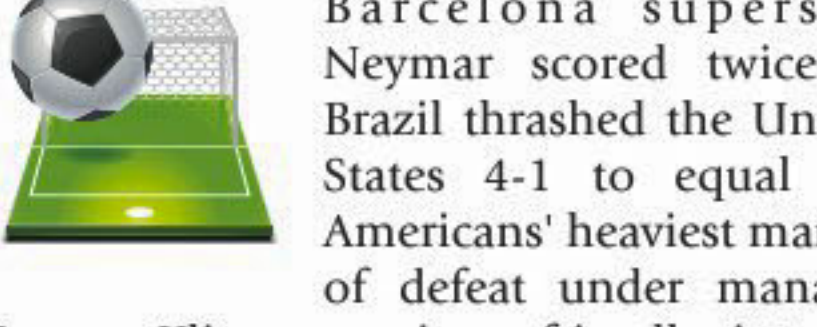 Barcelona supers
Neymar scored twice
Brazil thrashed the Un
States 4-1 to equal
Americans' heaviest mar
of defeat under mana